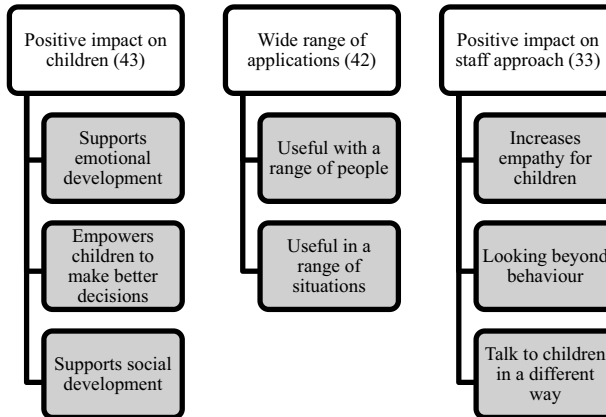 Positive impact on
children (43)
Supports
emotional
development
Empowers
children to
make better
decisions
Supports social
development
Wide range of
applications (42)
Useful with a
range of people
Useful in a
range of
situations
Positive impact on
staff approach (33)
Increases
empathy for
children
Looking beyond
behaviour
Talk to children
in a different
way